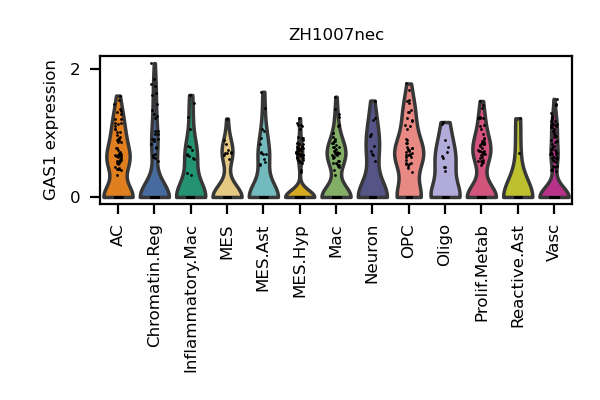 ZH1007nec
GAS1 expression
2
0
AC
Chromatin.Reg
Inflammatory.Mac
MES
MES.Ast
MES.Hyp
Mac
Neuron
OPC
Oligo
Prolif.Metab
Reactive.Ast
Vasc